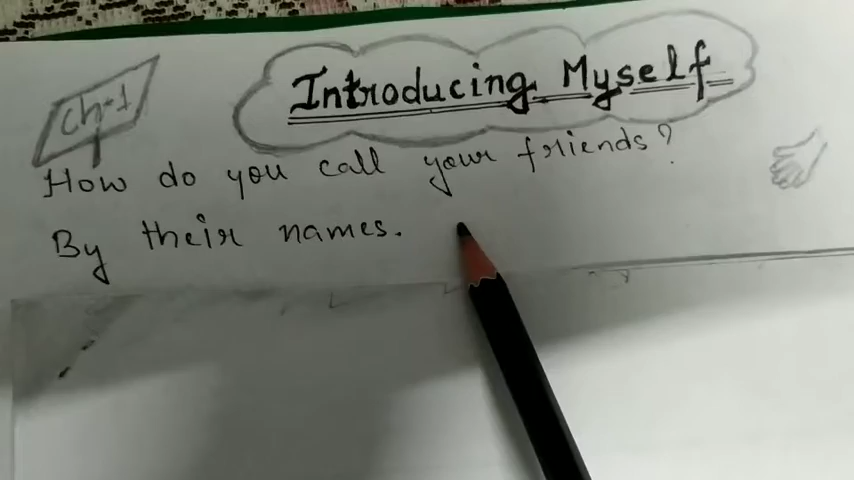 Ch-1
Introducing Myself
How do you call your friends?
By their names.